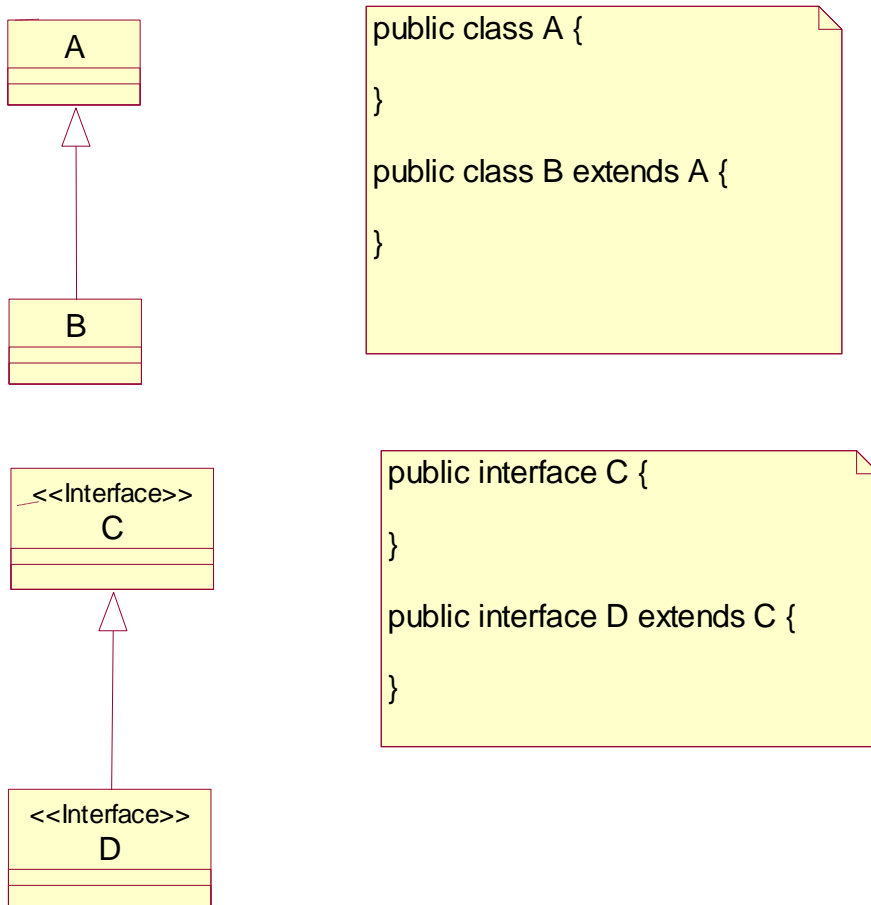 A
B
public class A {
}
public class B extends A {
}
<<Interface>>
C
<<Interface>>
D
public interface C {
}
public interface D extends C {
}